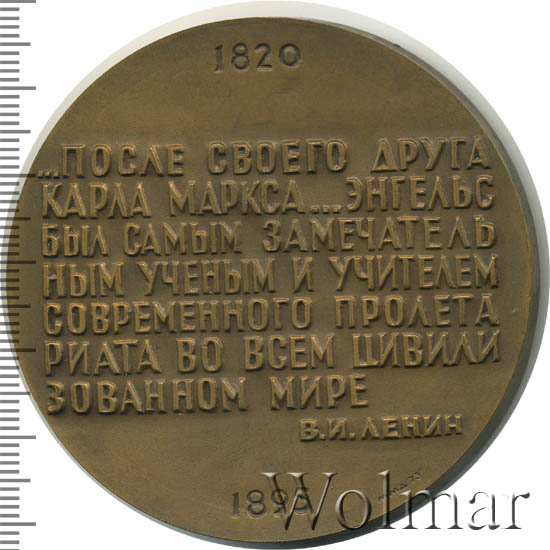 1820
...ПОСЛЕ СВОЕГО ДРУГА
КАРЛА МАРКСА...ЭНГЕЛЬС
БЫЛ САМЫМ ЗАМЕЧАТЕЛЬ
НЫМ УЧЕНЫМ И УЧИТЕЛЕМ
СОВРЕМЕННОГО ПРОЛЕТА
РИАТА ВО ВСЕМ ЦИВИЛИ
ЗОВАННОМ МИРЕ
В.И.ЛЕНИН
1895
Wolmar